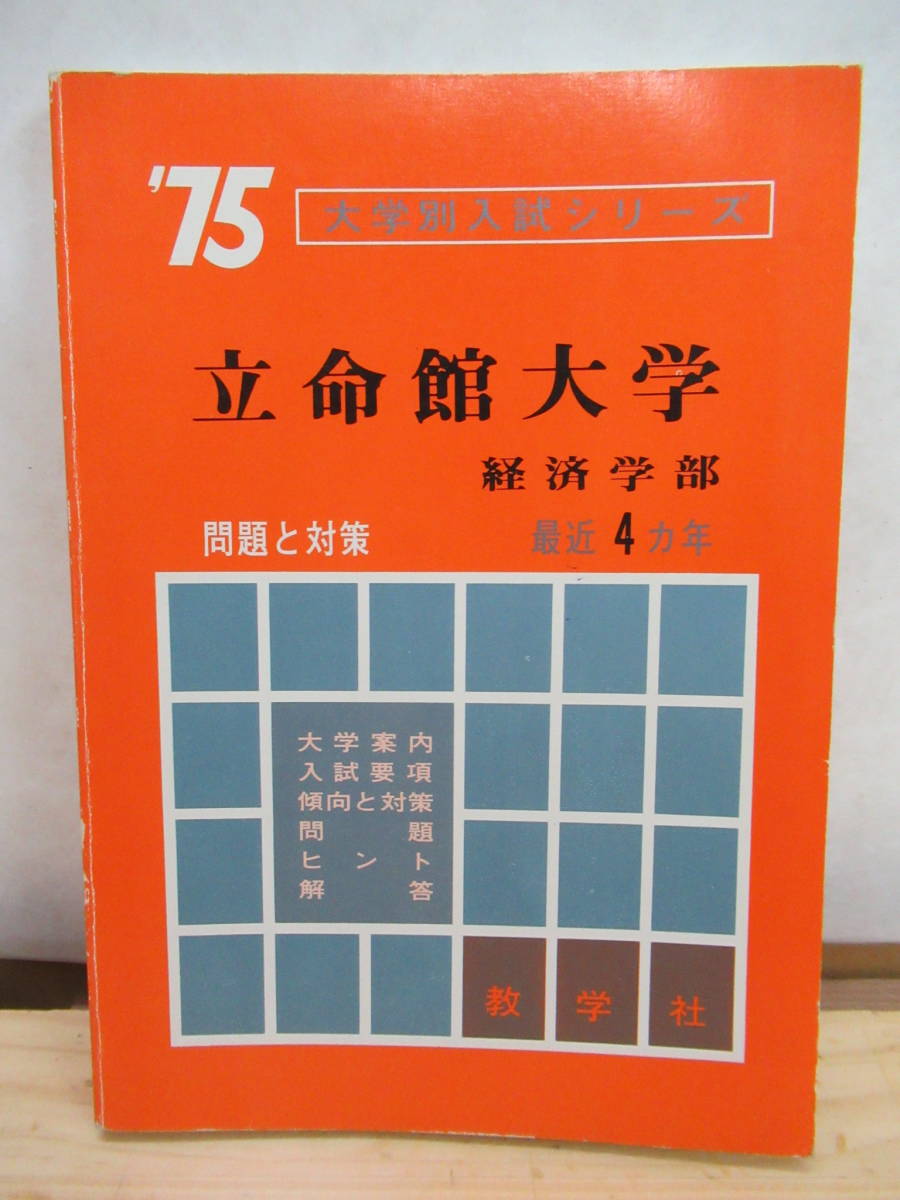 '75 大学別入試シリーズ
立命館大学
経済学部
問題と対策 最近4カ年
大学案内
入試要項
傾向と対策
問題
ヒント
解答
教学社